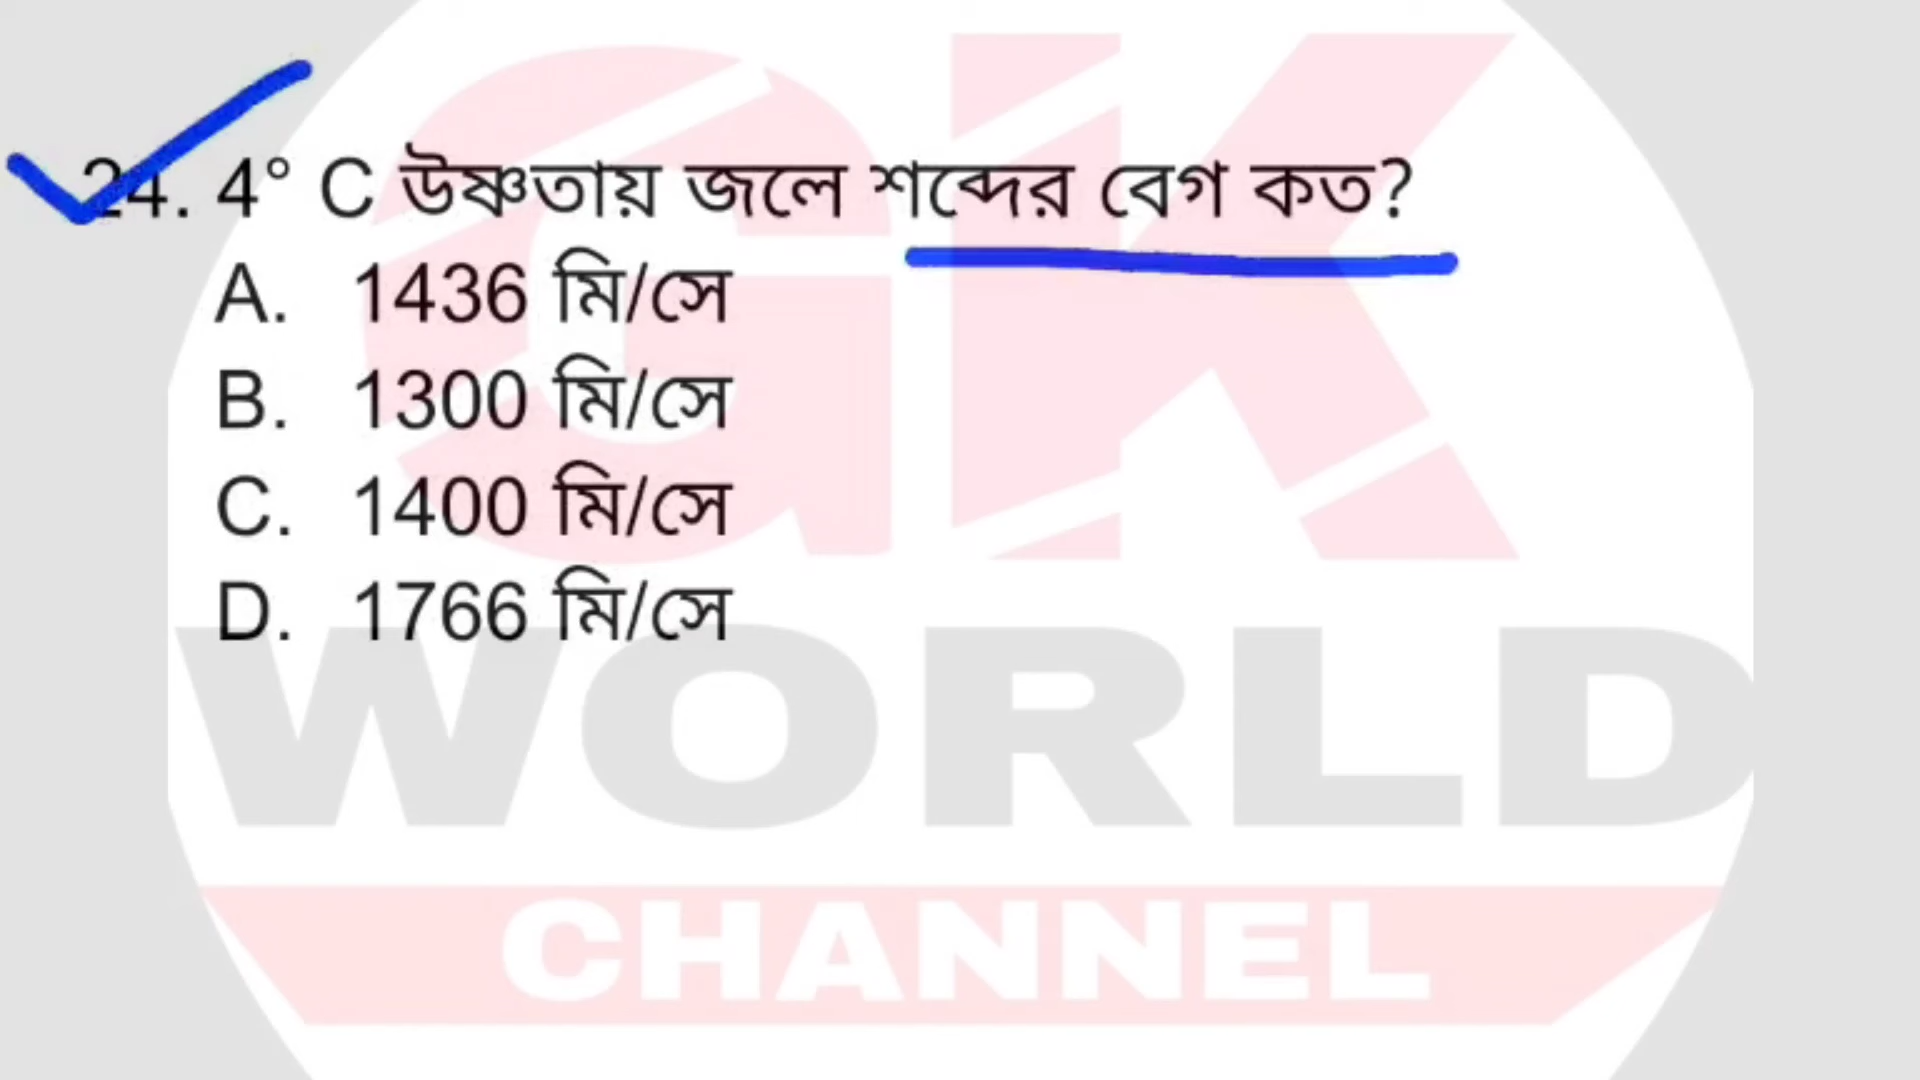 24. 4° C উষ্ণতায় জলে শব্দের বেগ কত?
A. 1436 মি/সে
B. 1300 মি/সে
C. 1400 মি/সে
D. 1766 মি/সে
GK
WORLD
CHANNEL